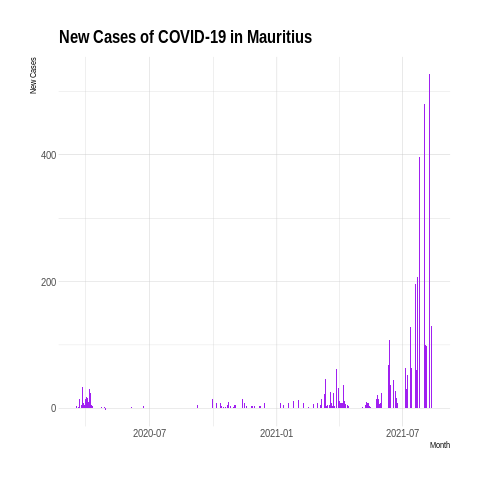 New Cases of COVID-19 in Mauritius
New Cases
400
200
0
2020-07 2021-01 2021-07
Month